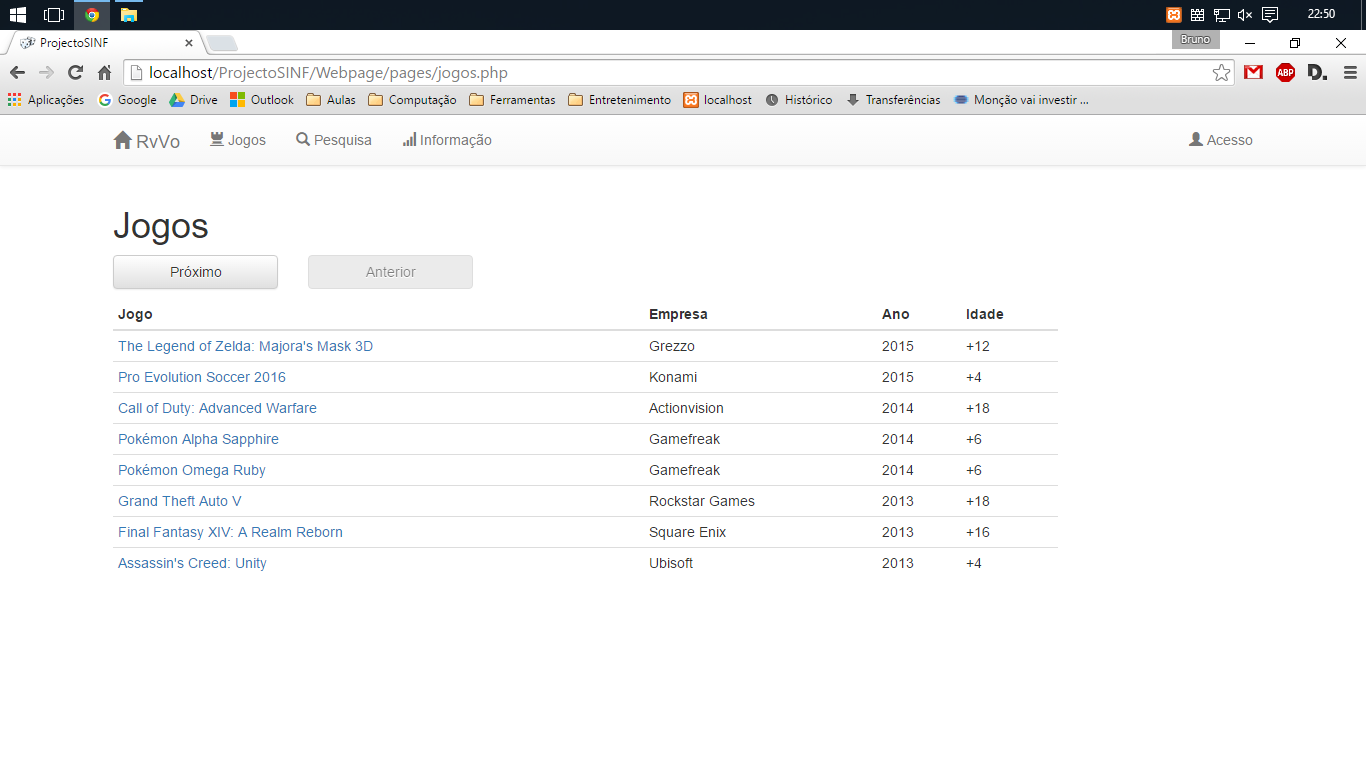 22:50
ProjectoSINF
Bruno
localhost/ProjectoSINF/Webpage/pages/jogos.php
ABP
D.
Aplicações Google Drive Outlook Aulas Computação Ferramentas Entretenimento localhost Histórico Transferências Monção vai investir ...
RvVo Jogos Pesquisa Informação Acesso
Jogos
Próximo Anterior
Jogo Empresa Ano Idade
The Legend of Zelda: Majora's Mask 3D Grezzo 2015 +12
Pro Evolution Soccer 2016 Konami 2015 +4
Call of Duty: Advanced Warfare Actionvision 2014 +18
Pokémon Alpha Sapphire Gamefreak 2014 +6
Pokémon Omega Ruby Gamefreak 2014 +6
Grand Theft Auto V Rockstar Games 2013 +18
Final Fantasy XIV: A Realm Reborn Square Enix 2013 +16
Assassin's Creed: Unity Ubisoft 2013 +4